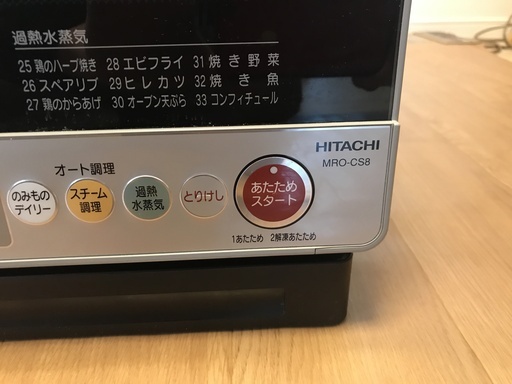 過熱水蒸気
25 鶏のハーブ焼き 28 エビフライ 31 焼き野菜
26 スペアリブ 29 ヒレカツ 32 焼き魚
27 鶏のからあげ 30 オーブン天ぷら 33 コンフィチュール
HITACHI
MRO-CS8
オート調理
のみもの
デイリー
スチーム
調理
過熱
水蒸気
とりけし
あたため
スタート
1あたため 2解凍あたため